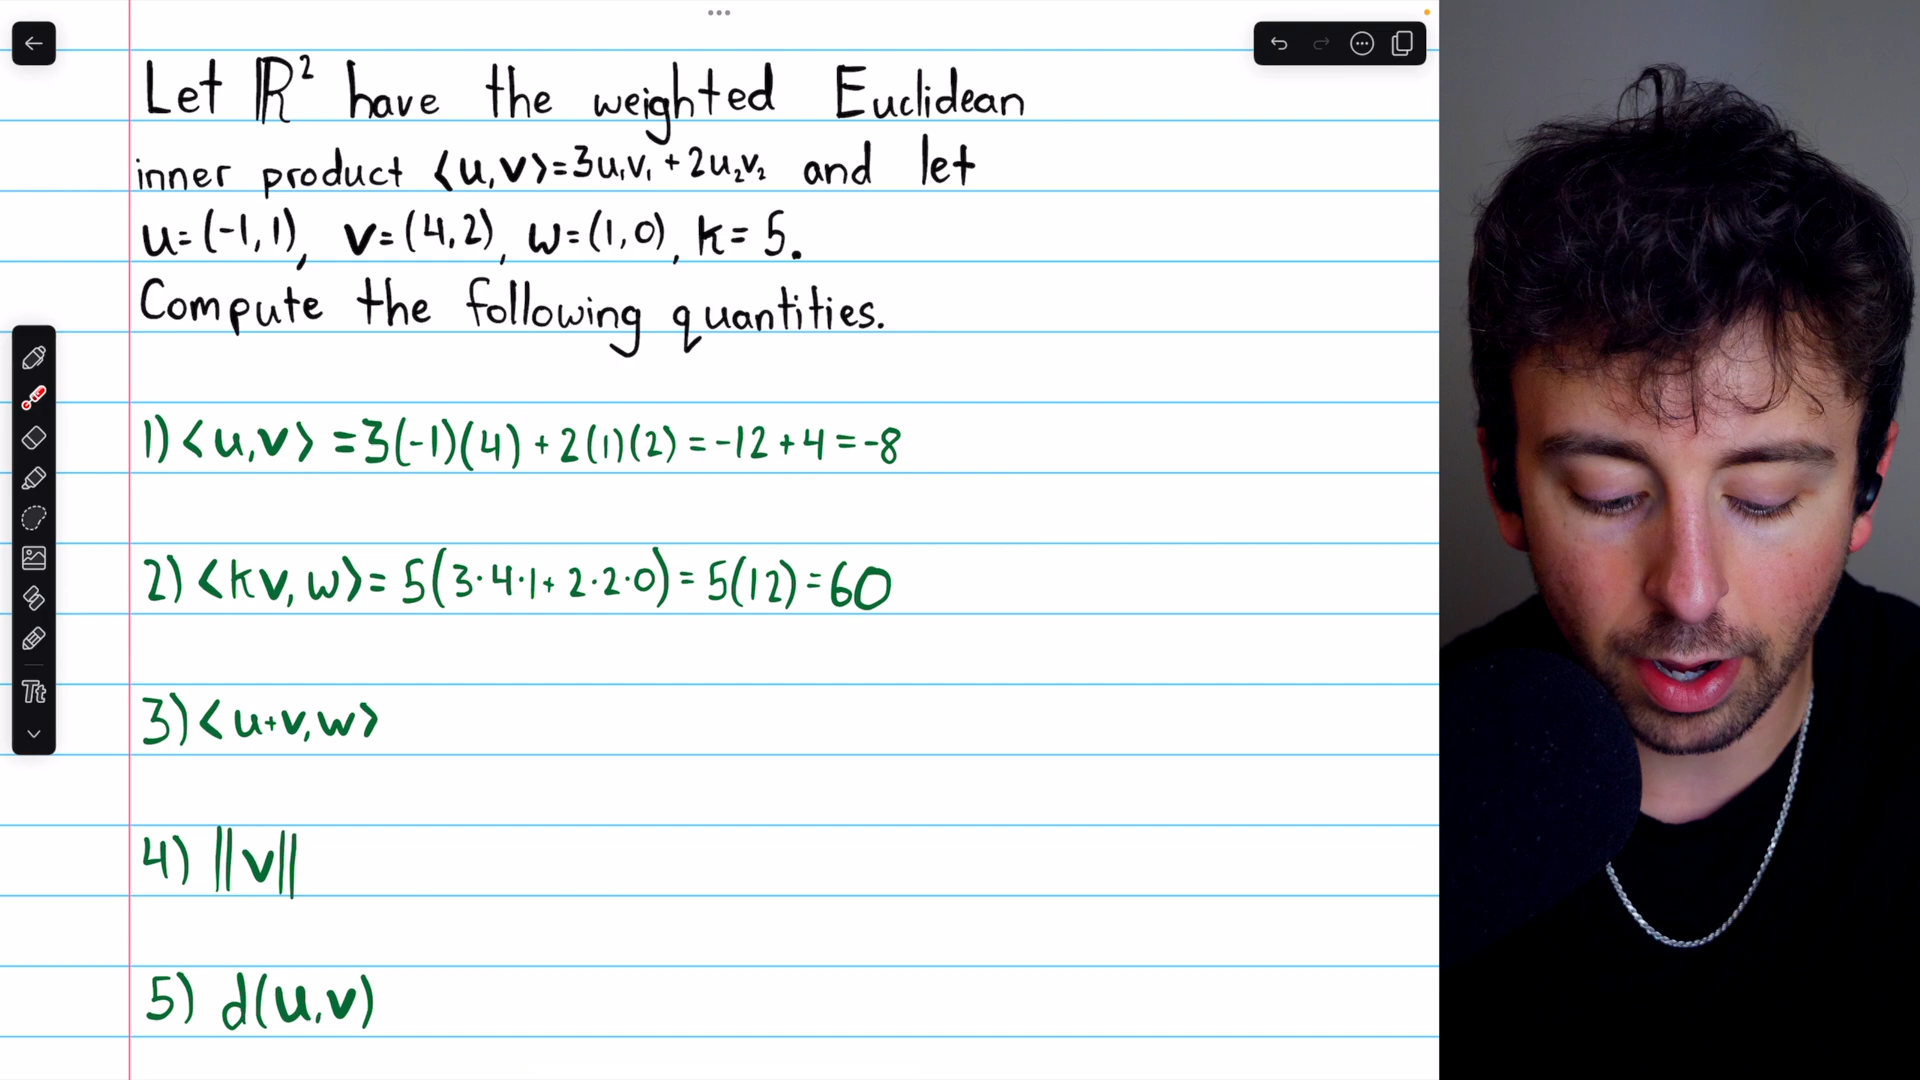 Let ℝ² have the weighted Euclidean
inner product ⟨u,v⟩=3u₁v₁+2u₂v₂ and let
u=(-1,1), v=(4,2), w=(1,0), k=5.
Compute the following quantities.
1) ⟨u,v⟩ =3(-1)(4)+2(1)(2)=-12+4=-8
2) ⟨kv,w⟩= 5(3·4·1+2·2·0)=5(12)=60
3) ⟨u+v,w⟩
4) ||v||
5) d(u,v)
Tt